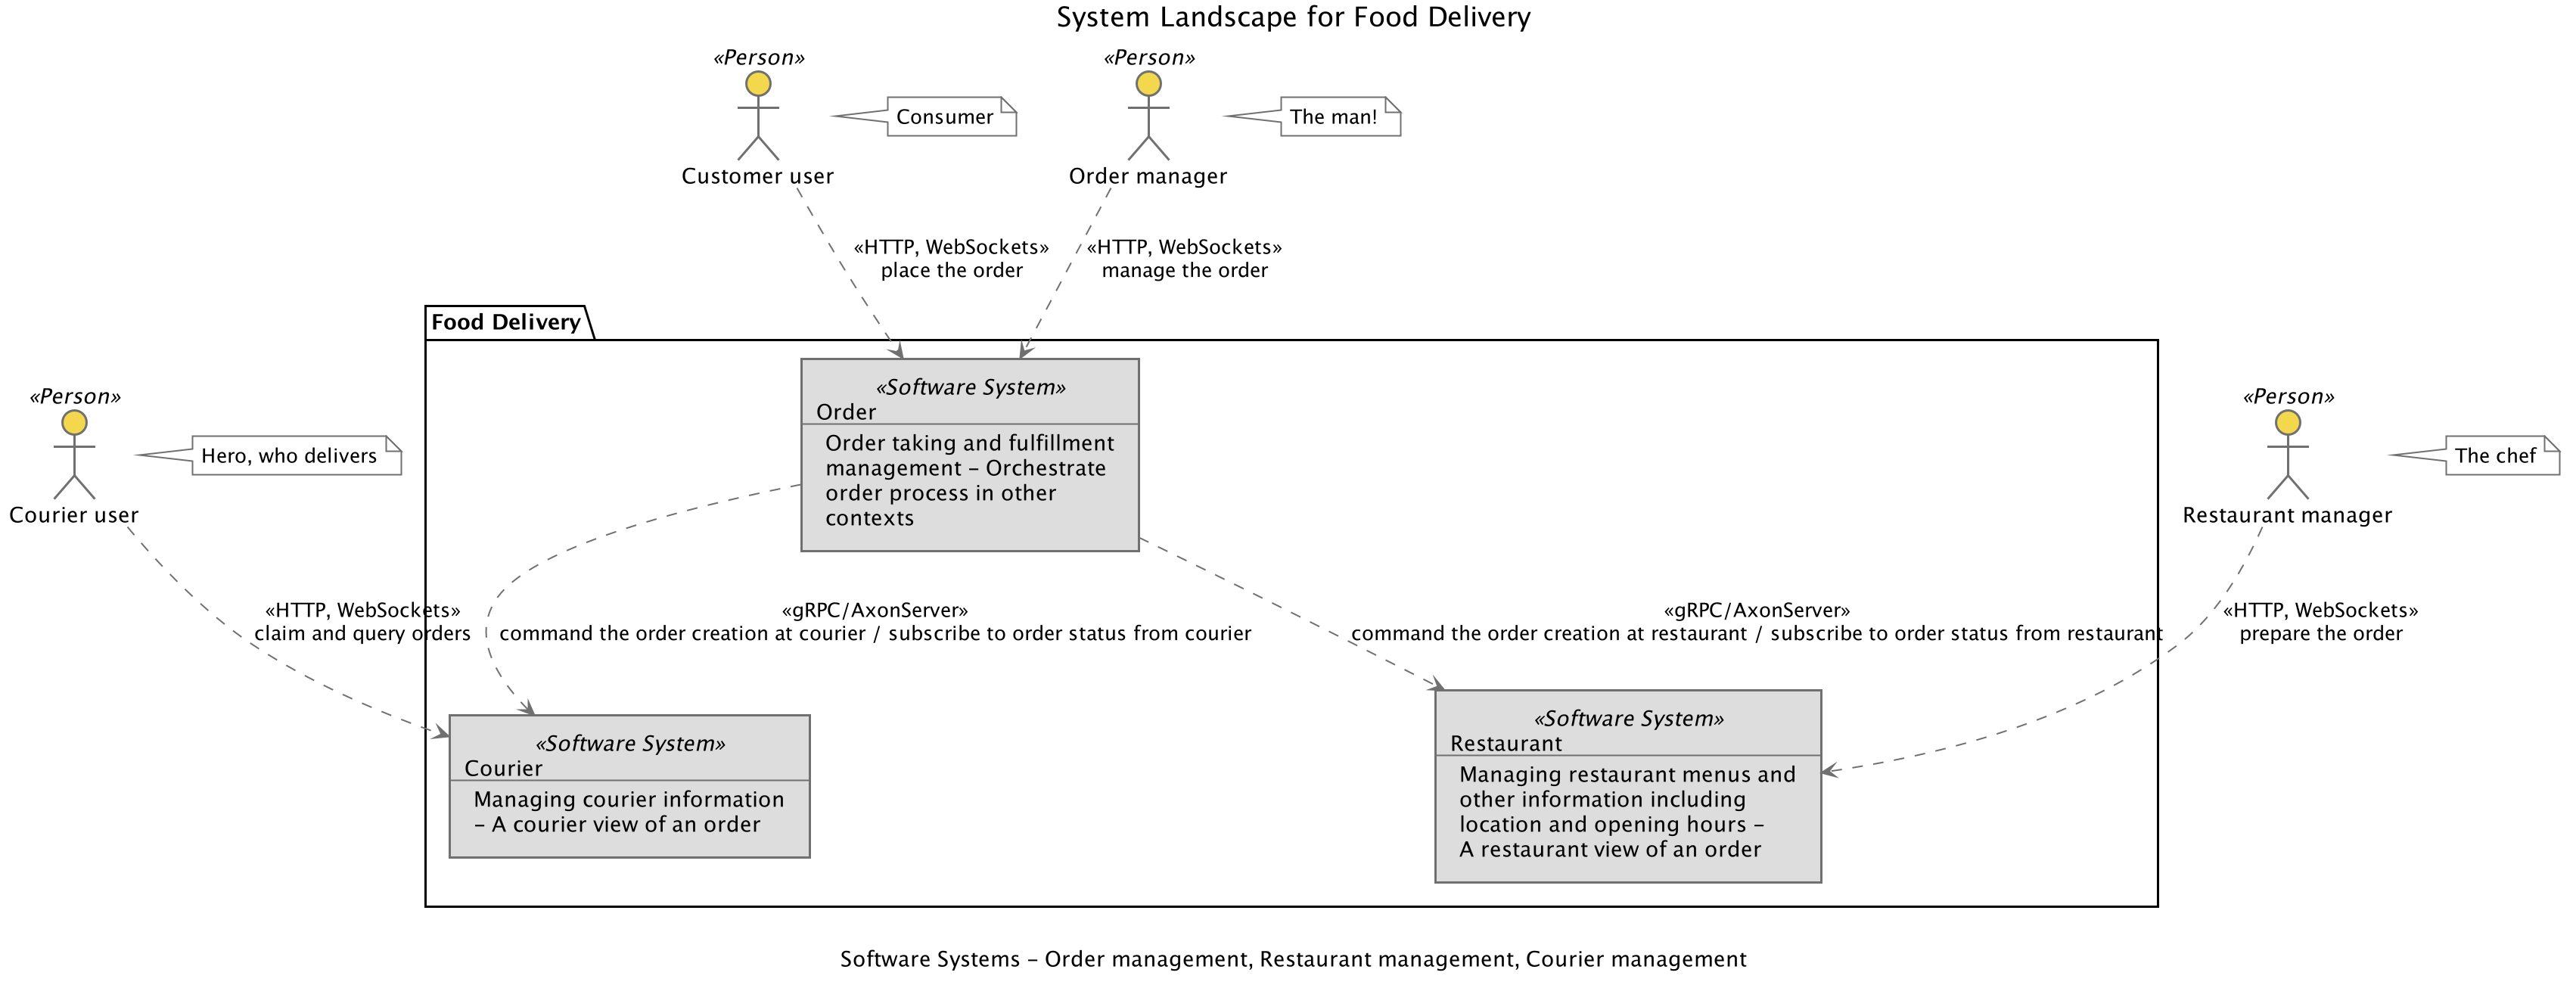 System Landscape for Food Delivery
«Person»
Customer user
Consumer
«Person»
Order manager
The man!
«HTTP, WebSockets»
place the order
«HTTP, WebSockets»
manage the order
Food Delivery
«Person»
Courier user
Hero, who delivers
«Software System»
Order
Order taking and fulfillment
management – Orchestrate
order process in other
contexts
«Person»
Restaurant manager
The chef
«HTTP, WebSockets»
claim and query orders
«gRPC/AxonServer»
command the order creation at courier / subscribe to order status from courier
«gRPC/AxonServer»
command the order creation at restaurant / subscribe to order status from restaurant
«HTTP, WebSockets»
prepare the order
«Software System»
Courier
Managing courier information
– A courier view of an order
«Software System»
Restaurant
Managing restaurant menus and
other information including
location and opening hours –
A restaurant view of an order
Software Systems – Order management, Restaurant management, Courier management